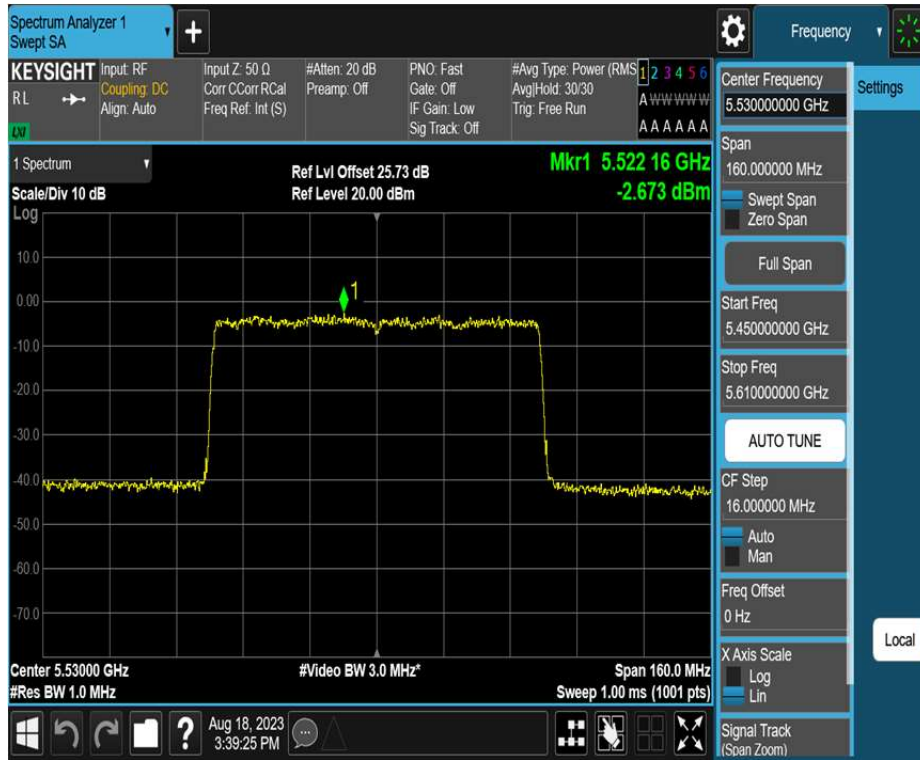 Spectrum Analyzer 1
Swept SA
+
Frequency
KEYSIGHT
R L
LXI
Input: RF
Coupling: DC
Align: Auto
Input Z: 50 Ω
Corr CCorr RCal
Freq Ref: Int (S)
#Atten: 20 dB
Preamp: Off
PNO: Fast
Gate: Off
IF Gain: Low
Sig Track: Off
#Avg Type: Power (RMS
Avg|Hold: 30/30
Trig: Free Run
1 2 3 4 5 6
A W W W W W
A A A A A A
Center Frequency
5.53000000 GHz
Settings
Span
160.000000 MHz
Swept Span
Zero Span
Full Span
Start Freq
5.450000000 GHz
Stop Freq
5.610000000 GHz
AUTO TUNE
CF Step
16.000000 MHz
Auto
Man
Freq Offset
0 Hz
X Axis Scale
Log
Lin
Signal Track
(Span Zoom)
Local
1 Spectrum
Scale/Div 10 dB
Log
Ref Lvl Offset 25.73 dB
Ref Level 20.00 dBm
Mkr1 5.522 16 GHz
-2.673 dBm
10.0
0.00
-10.0
-20.0
-30.0
-40.0
-50.0
-60.0
-70.0
1
Center 5.53000 GHz
#Res BW 1.0 MHz
#Video BW 3.0 MHz*
Span 160.0 MHz
Sweep 1.00 ms (1001 pts)
?
Aug 18, 2023
3:39:25 PM